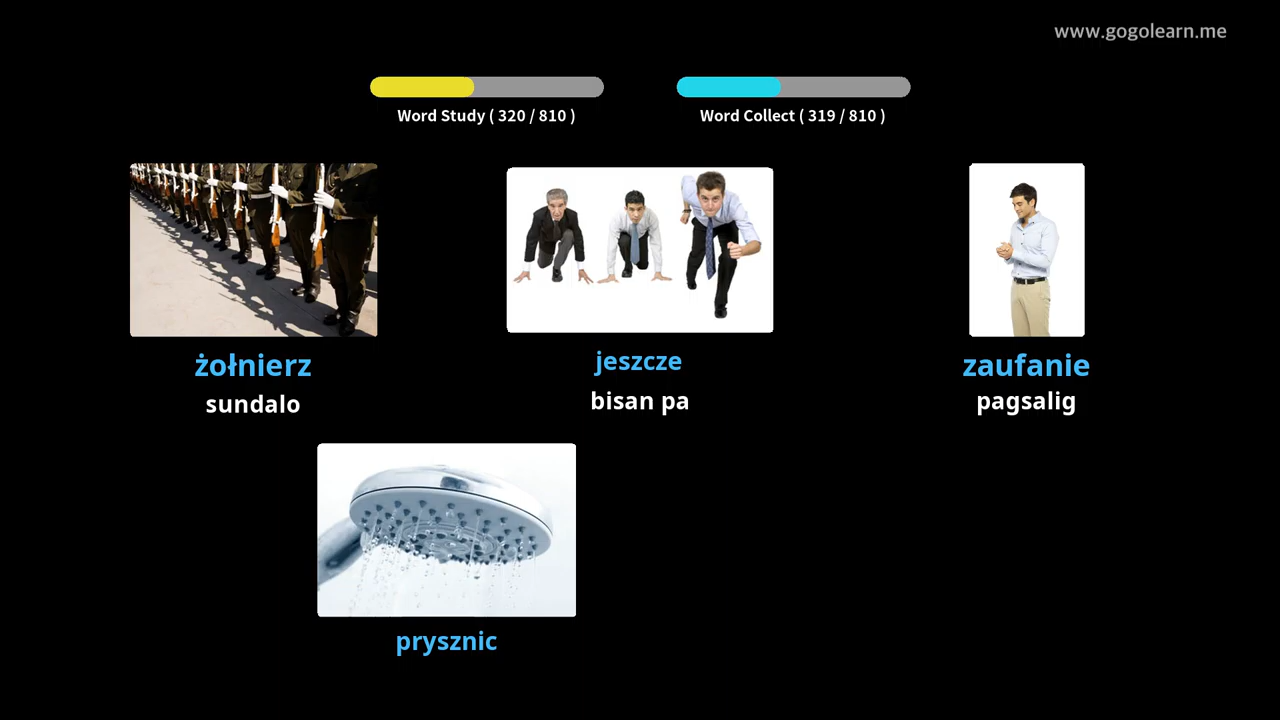 www.gogolearn.me
Word Study ( 320 / 810 )
Word Collect ( 319 / 810 )
żołnierz
sundalo
jeszcze
bisan pa
zaufanie
pagsalig
prysznic